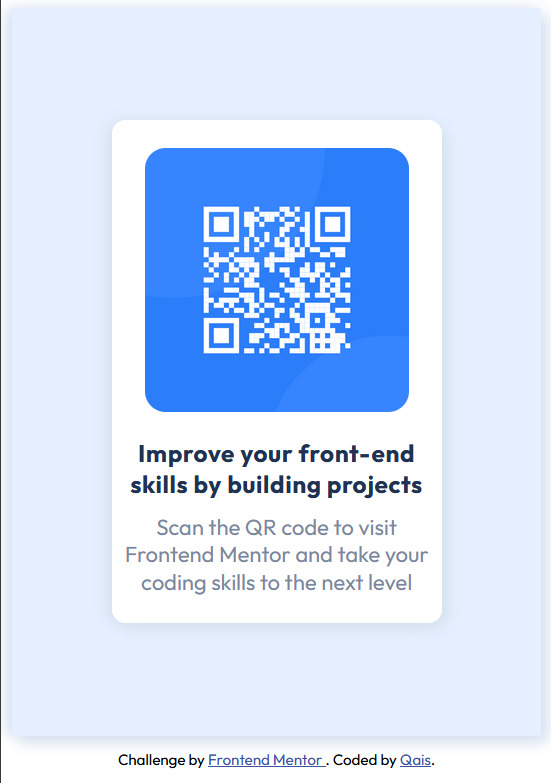 Improve your front-end
skills by building projects
Scan the QR code to visit
Frontend Mentor and take your
coding skills to the next level
Challenge by Frontend Mentor . Coded by Qais.